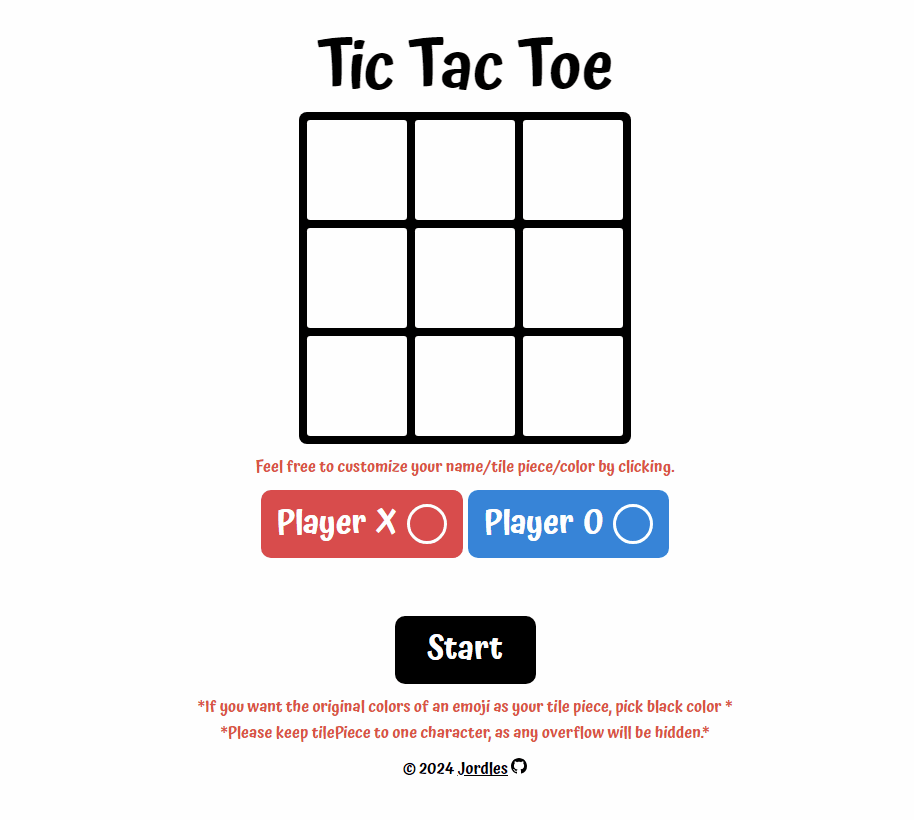 Tic Tac Toe
Feel free to customize your name/tile piece/color by clicking.
Player X Player O
Start
*If you want the original colors of an emoji as your tile piece, pick black color *
*Please keep tilePiece to one character, as any overflow will be hidden.*
© 2024 Jordles